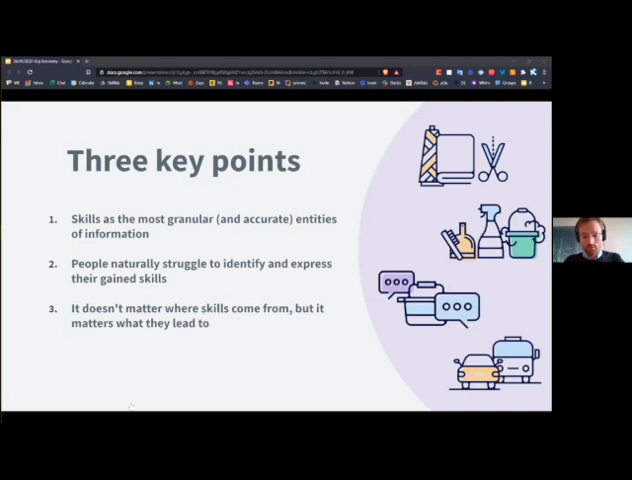 Three key points
1. Skills as the most granular (and accurate) entities
of information
2. People naturally struggle to identify and express
their gained skills
3. It doesn't matter where skills come from, but it
matters what they lead to